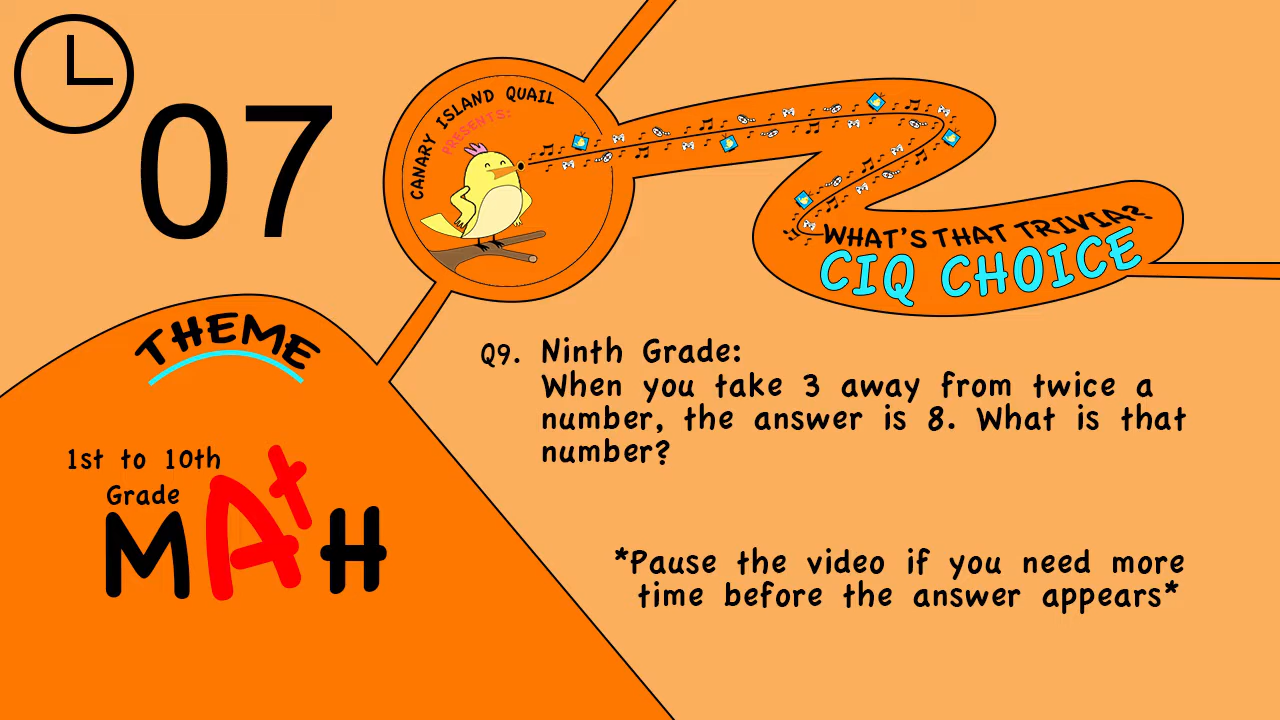 07
CANARY ISLAND QUAIL
PRESENTS:
WHAT'S THAT TRIVIA?
CIQ CHOICE
THEME
1st to 10th
Grade
MA+H
Q9. Ninth Grade:
When you take 3 away from twice a
number, the answer is 8. What is that
number?
*Pause the video if you need more
time before the answer appears*